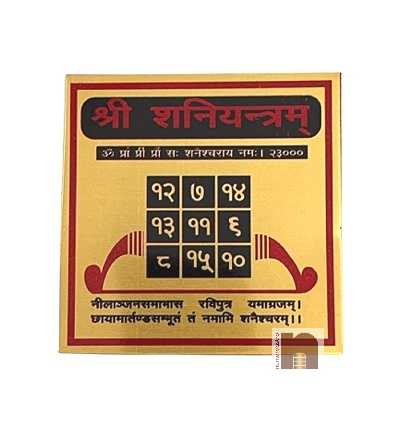 श्री शनियन्त्रम्
ॐ प्रां प्रीं प्रौं सः शनेश्चराय नमः। २३०००
१२ ७ १४
१३ ११ ६
८ १५ १०
नीलाञ्जनसमाभास रविपुत्र यमाग्रजम्।
छायामार्तण्डसम्भूतं तं नमामि शनैश्चरम्।।